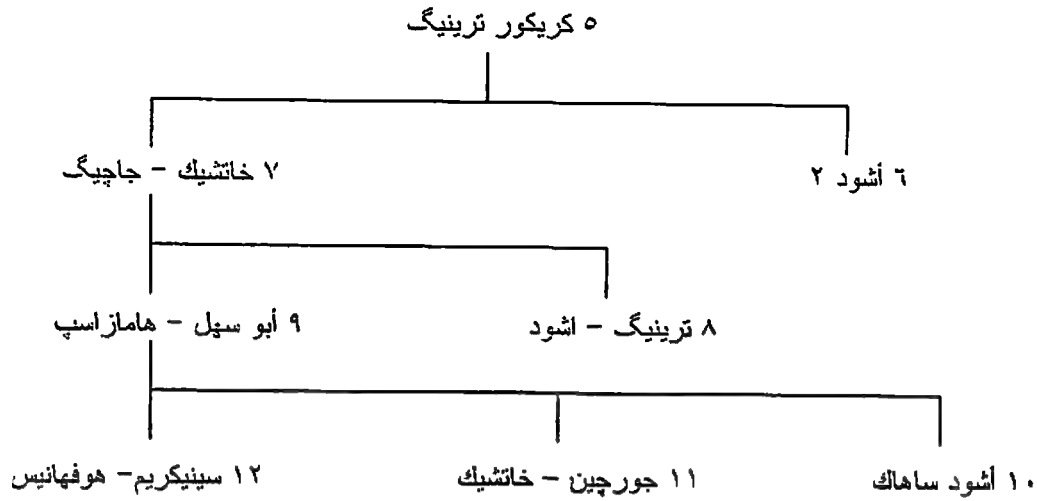 ٥ كريكور ترينيگ
٦ أشود ٢
٧ خاتشيك – جاچيگ
٨ ترينيگ – اشود
٩ أبو سهل – هامازاسپ
١٠ أشود ساهاك
١١ جورچين – خاتشيك
١٢ سينيكريم – هوفهانيس